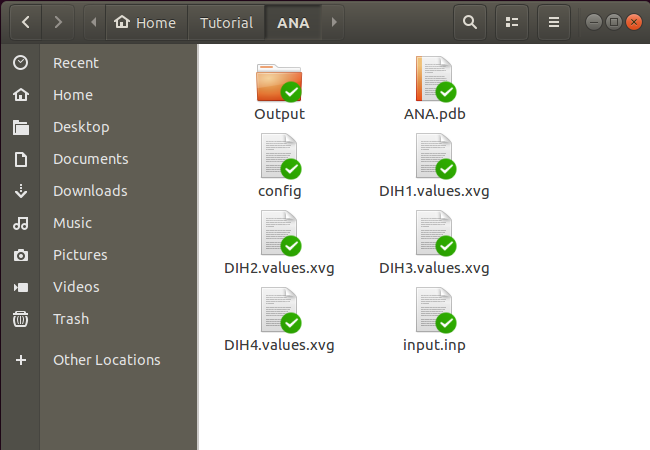 Home Tutorial ANA
Recent
Home
Desktop
Documents
Downloads
Music
Pictures
Videos
Trash
Other Locations
Output ANA.pdb
config DIH1.values.xvg
DIH2.values.xvg DIH3.values.xvg
DIH4.values.xvg input.inp